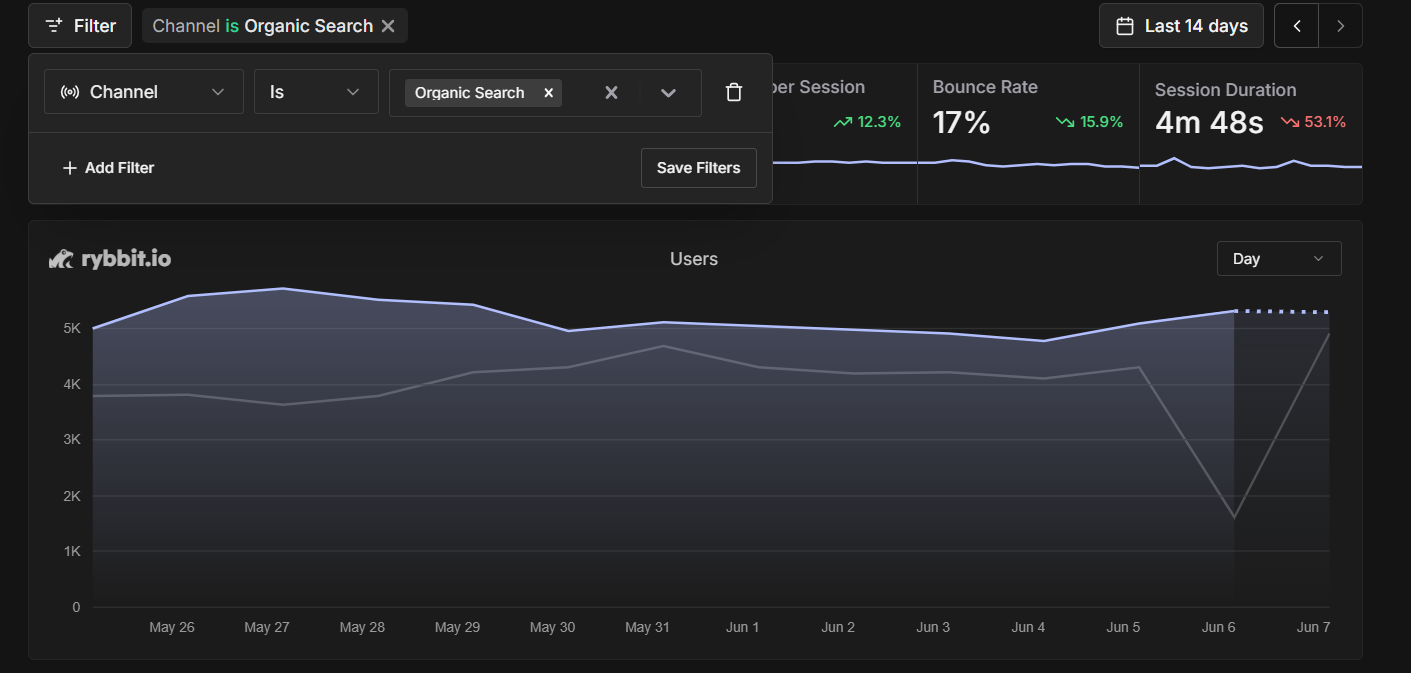 Filter
Channel is Organic Search
Last 14 days
Channel
Is
Organic Search
Add Filter
Save Filters
per Session
12.3%
Bounce Rate
17%
15.9%
Session Duration
4m 48s
53.1%
rybbit.io
Users
Day
5K
4K
3K
2K
1K
0
May 26 May 27 May 28 May 29 May 30 May 31 Jun 1 Jun 2 Jun 3 Jun 4 Jun 5 Jun 6 Jun 7